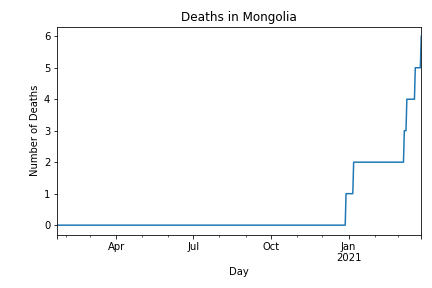 Deaths in Mongolia
6
5
4
3
2
1
0
Number of Deaths
Apr
Jul
Oct
Jan
2021
Day